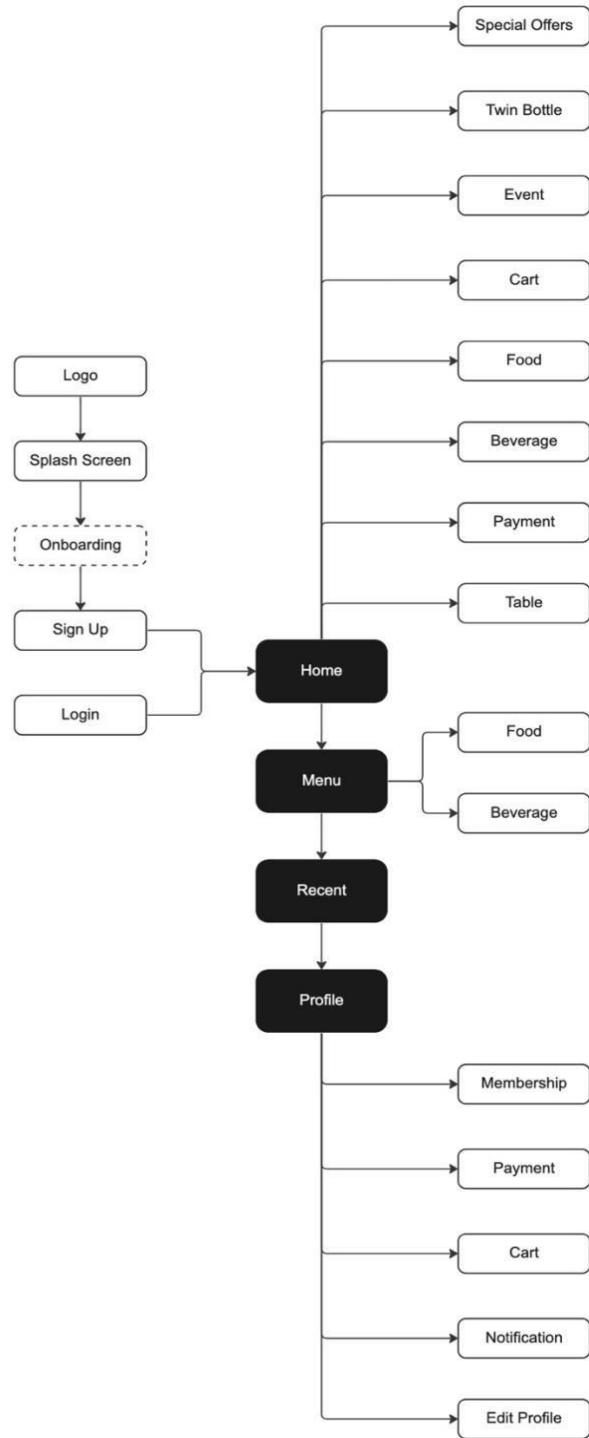 Special Offers
Twin Bottle
Event
Cart
Food
Beverage
Payment
Table
Logo
Splash Screen
Onboarding
Sign Up
Login
Home
Menu
Food
Beverage
Recent
Profile
Membership
Payment
Cart
Notification
Edit Profile